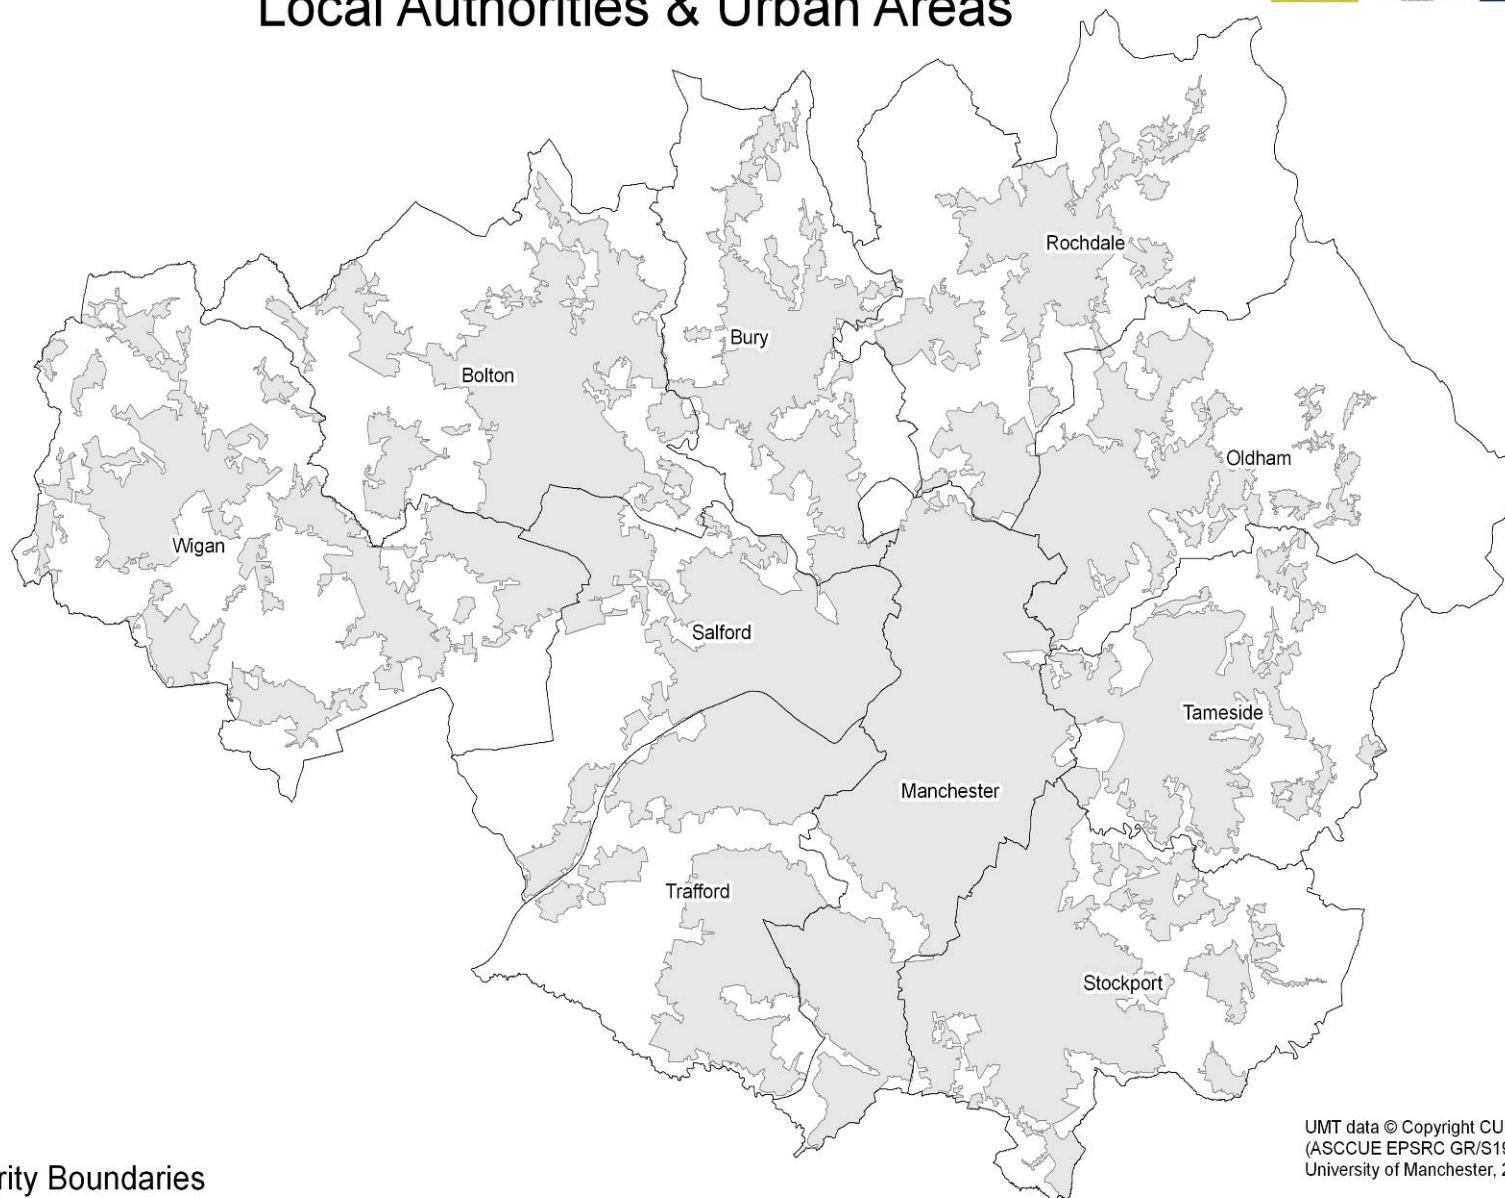 Local Authorities & Urban Areas
Rochdale
Bury
Bolton
Oldham
Wigan
Salford
Tameside
Manchester
Trafford
Stockport
UMT data © Copyright CU
(ASCCUE EPSRC GR/S19
University of Manchester, 2
rity Boundaries